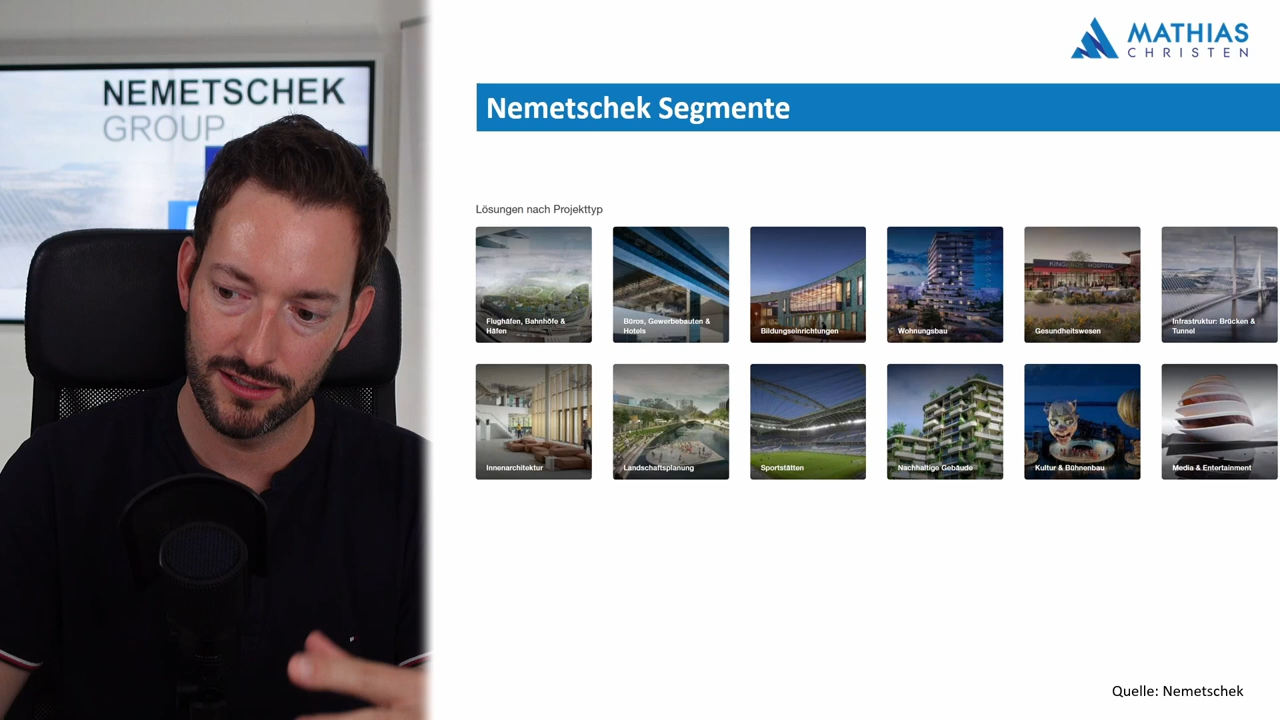 NEMETSCHEK
GROUP
MATHIAS
CHRISTEN
Nemetschek Segmente
Lösungen nach Projekttyp
Flughäfen, Bahnhöfe &
Häfen
Büros, Gewerbebauten &
Hotels
Bildungseinrichtungen
Wohnungsbau
Gesundheitswesen
Infrastruktur: Brücken &
Tunnel
Innenarchitektur
Landschaftsplanung
Sportstätten
Nachhaltige Gebäude
Kultur & Bühnenbau
Media & Entertainment
Quelle: Nemetschek